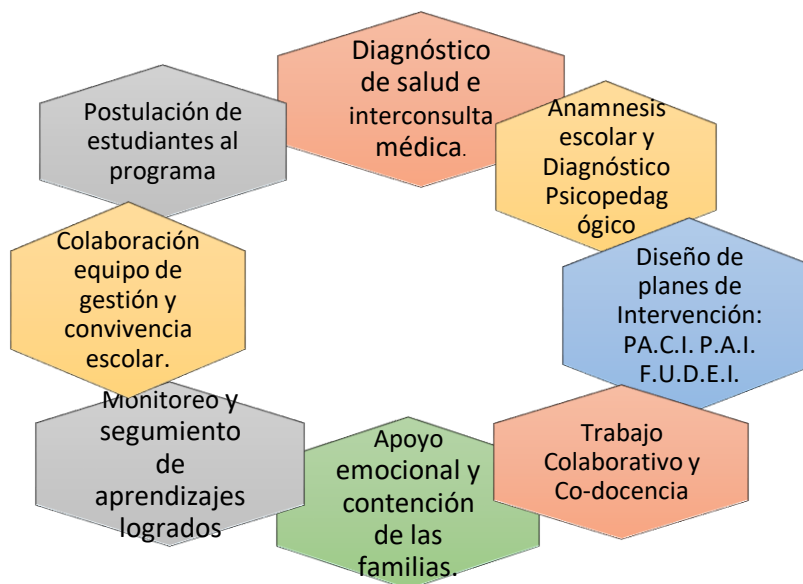 Diagnóstico
de salud e
interconsulta
médica.
Anamnesis
escolar y
Diagnóstico
Psicopedag
ógico
Diseño de
planes de
Intervención:
PA.C.I. P.A.I.
F.U.D.E.I.
Trabajo
Colaborativo y
Co-docencia
Apoyo
emocional y
contención
de las
familias.
Monitoreo y
segumiento
de
aprendizajes
logrados
Colaboración
equipo de
gestión y
convivencia
escolar.
Postulación de
estudiantes al
programa